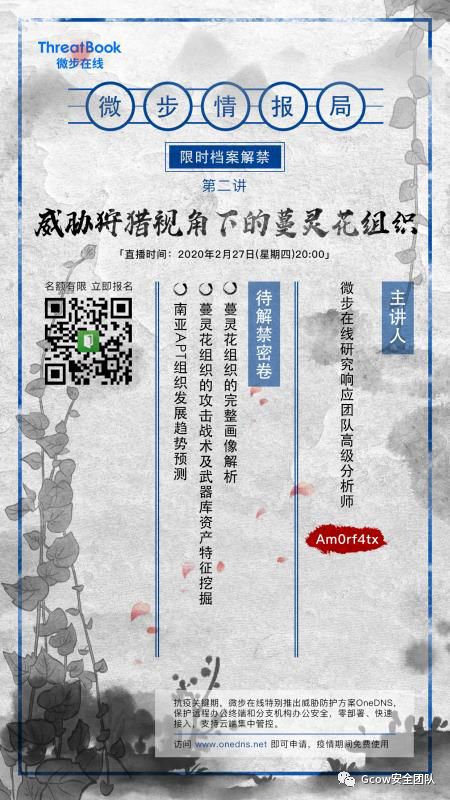 ThreatBook
微步在线
微步情报局
限时档案解禁
第二讲
威胁狩猎视角下的蔓灵花组织
「直播时间：2020年2月27日(星期四)20:00」
主讲人
微步在线研究响应团队高级分析师
Am0rf4tx
待解禁密卷
蔓灵花组织的完整画像解析
蔓灵花组织的攻击战术及武器库资产特征挖掘
南亚APT组织发展趋势预测
名额有限 立即报名
抗疫关键期，微步在线特别推出威胁防护方案OneDNS，
保护远程办公终端和分支机构办公安全，零部署、快速
接入，支持云端集中管控。
访问 www.onedns.net 即可申请，疫情期间免费使用
Gcow安全团队